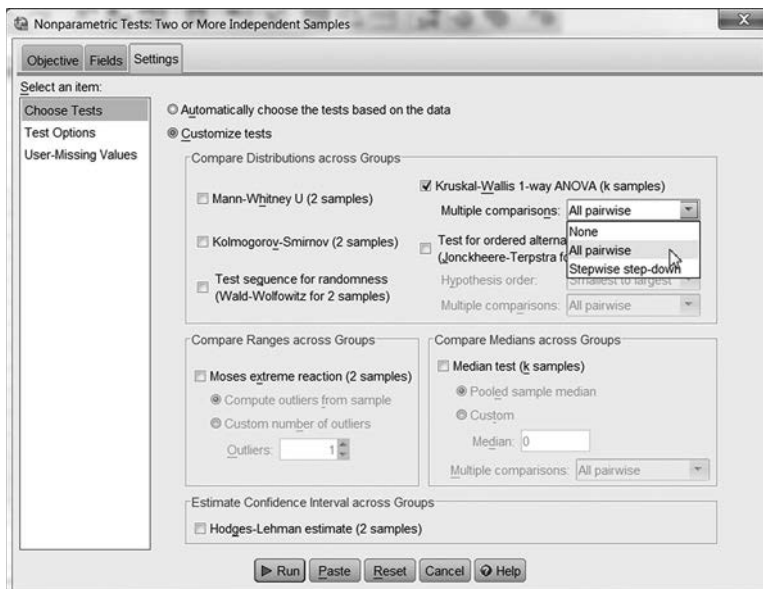 Nonparametric Tests: Two or More Independent Samples
X
Objective Fields Settings
Select an item:
Choose Tests
Test Options
User-Missing Values
Automatically choose the tests based on the data
Customize tests
Compare Distributions across Groups
Mann-Whitney U (2 samples)
Kolmogorov-Smirnov (2 samples)
Test sequence for randomness
(Wald-Wolfowitz for 2 samples)
Kruskal-Wallis 1-way ANOVA (k samples)
Multiple comparisons: All pairwise
None
All pairwise
Stepwise step-down
Test for ordered
(Jonckheere-Terpstra
Hypothesis order: Smallest to largest
Multiple comparisons: All pairwise
Compare Ranges across Groups
Moses extreme reaction (2 samples)
Compute outliers from sample
Custom number of outliers
Outliers: 1
Compare Medians across Groups
Median test (k samples)
Pooled sample median
Custom
Median: 0
Multiple comparisons: All pairwise
Estimate Confidence Interval across Groups
Hodges-Lehman estimate (2 samples)
Run Paste Reset Cancel Help